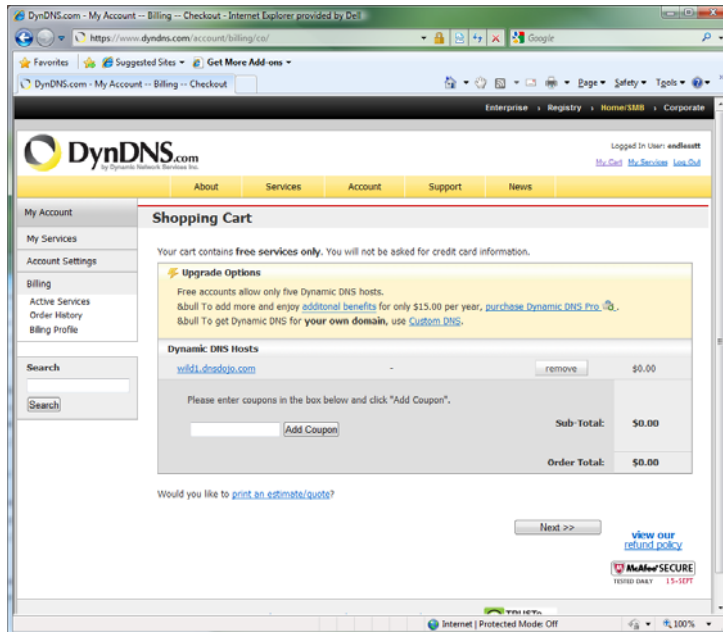 DynDNS.com - My Account -- Billing -- Checkout - Internet Explorer provided by Dell
https://www.dyndns.com/account/billing/co/
Google
Favorites
Suggested Sites
Get More Add-ons
DynDNS.com - My Account -- Billing -- Checkout
Page
Safety
Tools
Enterprise › Registry › Home/SMB › Corporate
DynDNS.com
by Dynamic Network Services Inc.
Logged In User: endlesstt
My Cart My Services Log Out
About Services Account Support News
My Account
My Services
Account Settings
Billing
Active Services
Order History
Billing Profile
Search
Search
Shopping Cart
Your cart contains free services only. You will not be asked for credit card information.
Upgrade Options
Free accounts allow only five Dynamic DNS hosts.
&bull To add more and enjoy additonal benefits for only $15.00 per year, purchase Dynamic DNS Pro .
&bull To get Dynamic DNS for your own domain, use Custom DNS.
Dynamic DNS Hosts
wild1.dnsdojo.com - remove $0.00
Please enter coupons in the box below and click "Add Coupon".
Add Coupon
Sub-Total: $0.00
Order Total: $0.00
Would you like to print an estimate/quote?
Next >>
view our
refund policy
McAfee SECURE
TESTED DAILY 15-SEPT
Internet | Protected Mode: Off
100%